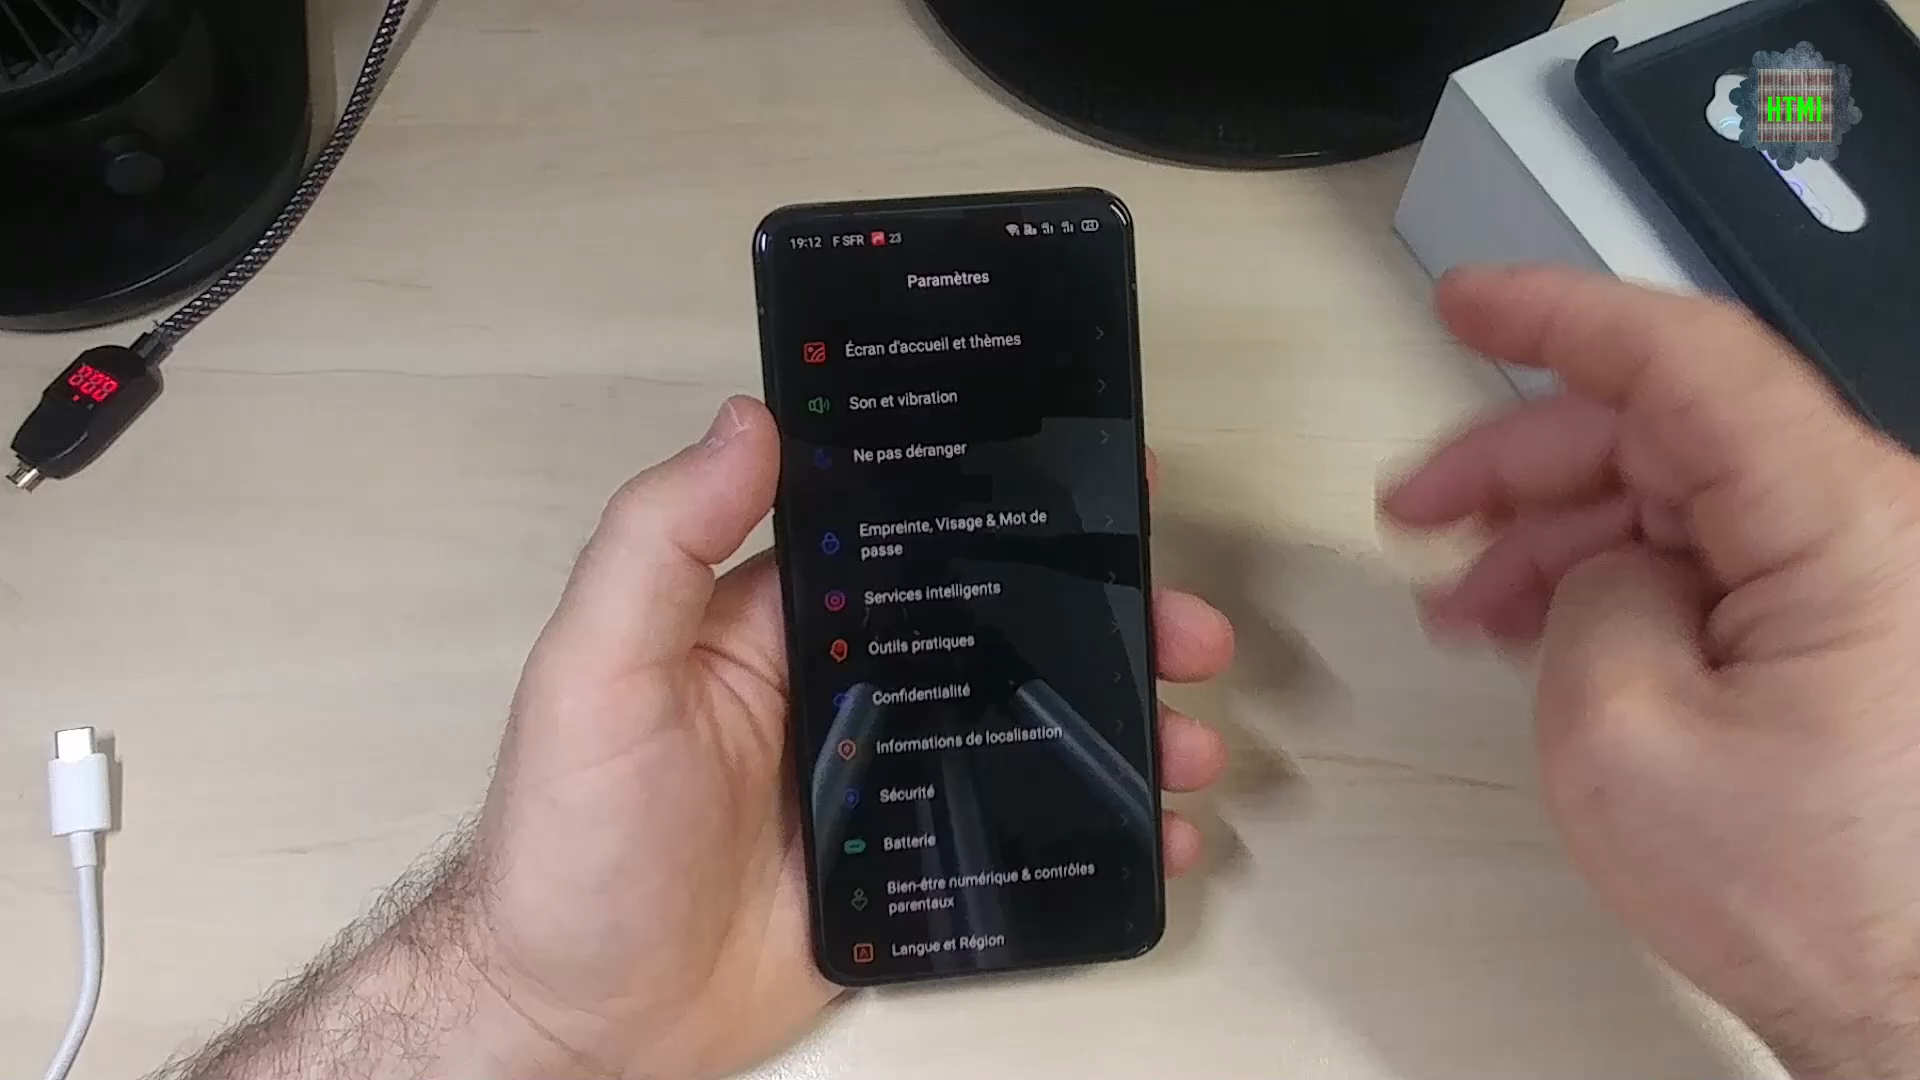 HTMI
19:12 F SFR 23
Paramètres
Écran d'accueil et thèmes
Son et vibration
Ne pas déranger
Empreinte, Visage & Mot de
passe
Services intelligents
Outils pratiques
Confidentialité
Informations de localisation
Sécurité
Batterie
Bien-être numérique & contrôles
parentaux
Langue et Région